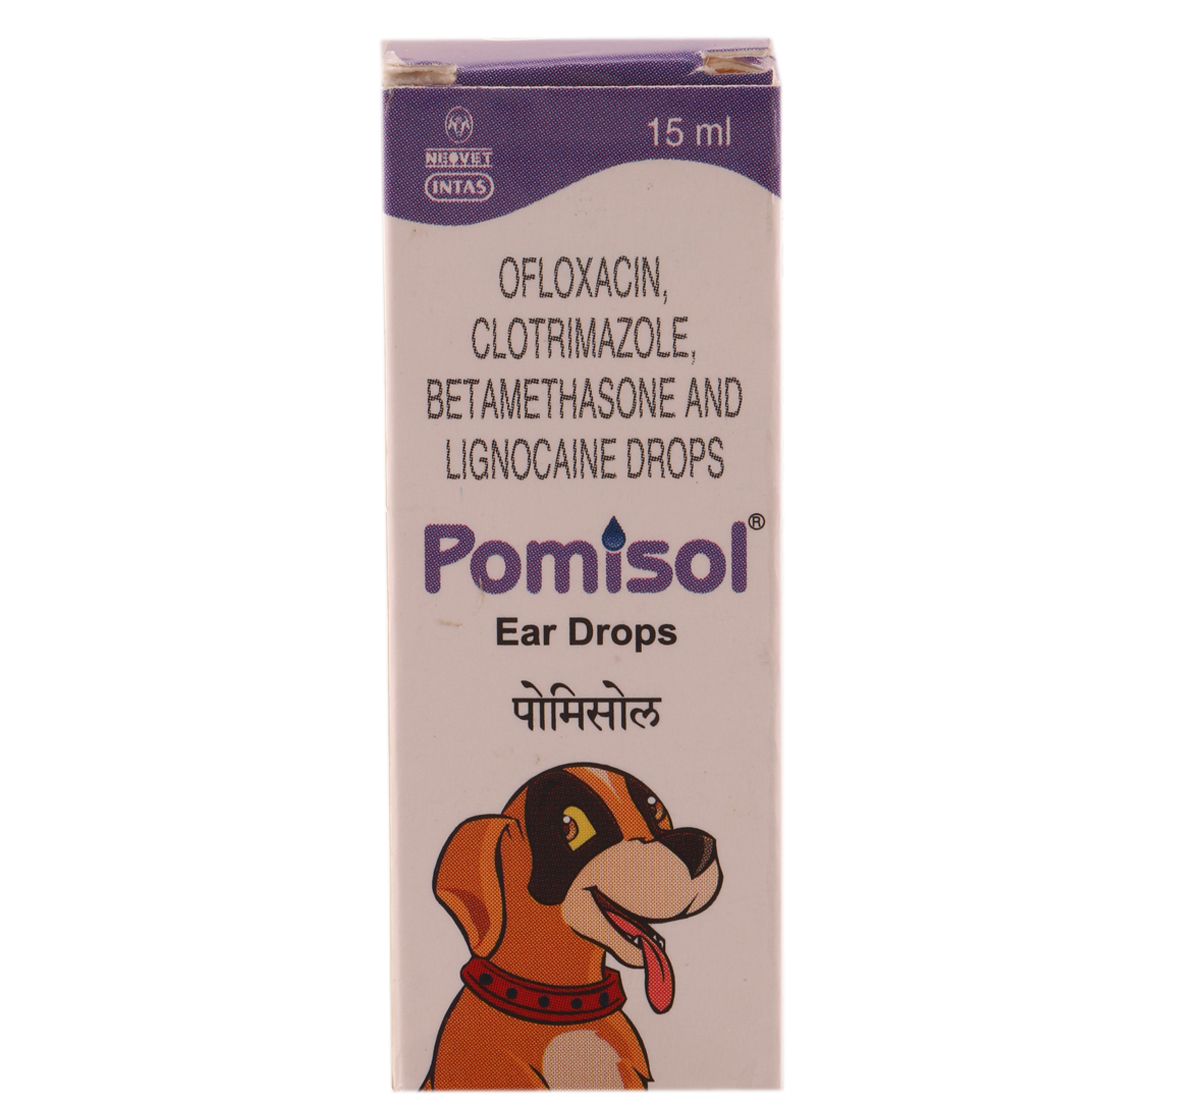 NEOVET
INTAS
15 ml
OFLOXACIN,
CLOTRIMAZOLE,
BETAMETHASONE AND
LIGNOCAINE DROPS
Pomisol®
Ear Drops
पोमिसोल